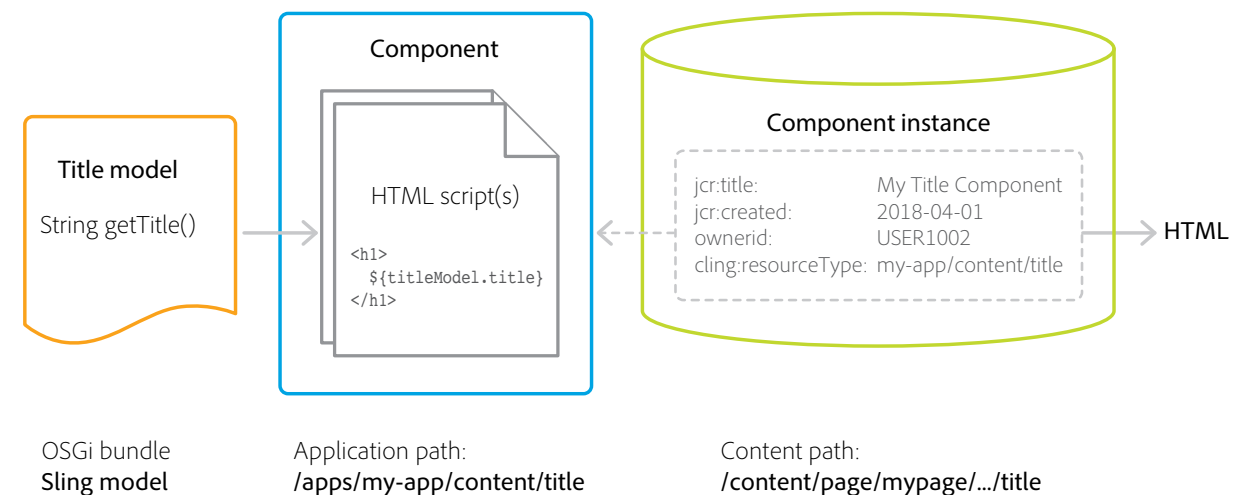 Title model
String getTitle()
Component
HTML script(s)
<h1>
${titleModel.title}
</h1>
Component instance
jcr:title: My Title Component
jcr:created: 2018-04-01
ownerid: USER1002
cling:resourceType: my-app/content/title
HTML
OSGi bundle
Sling model
Application path:
/apps/my-app/content/title
Content path:
/content/page/mypage/.../title